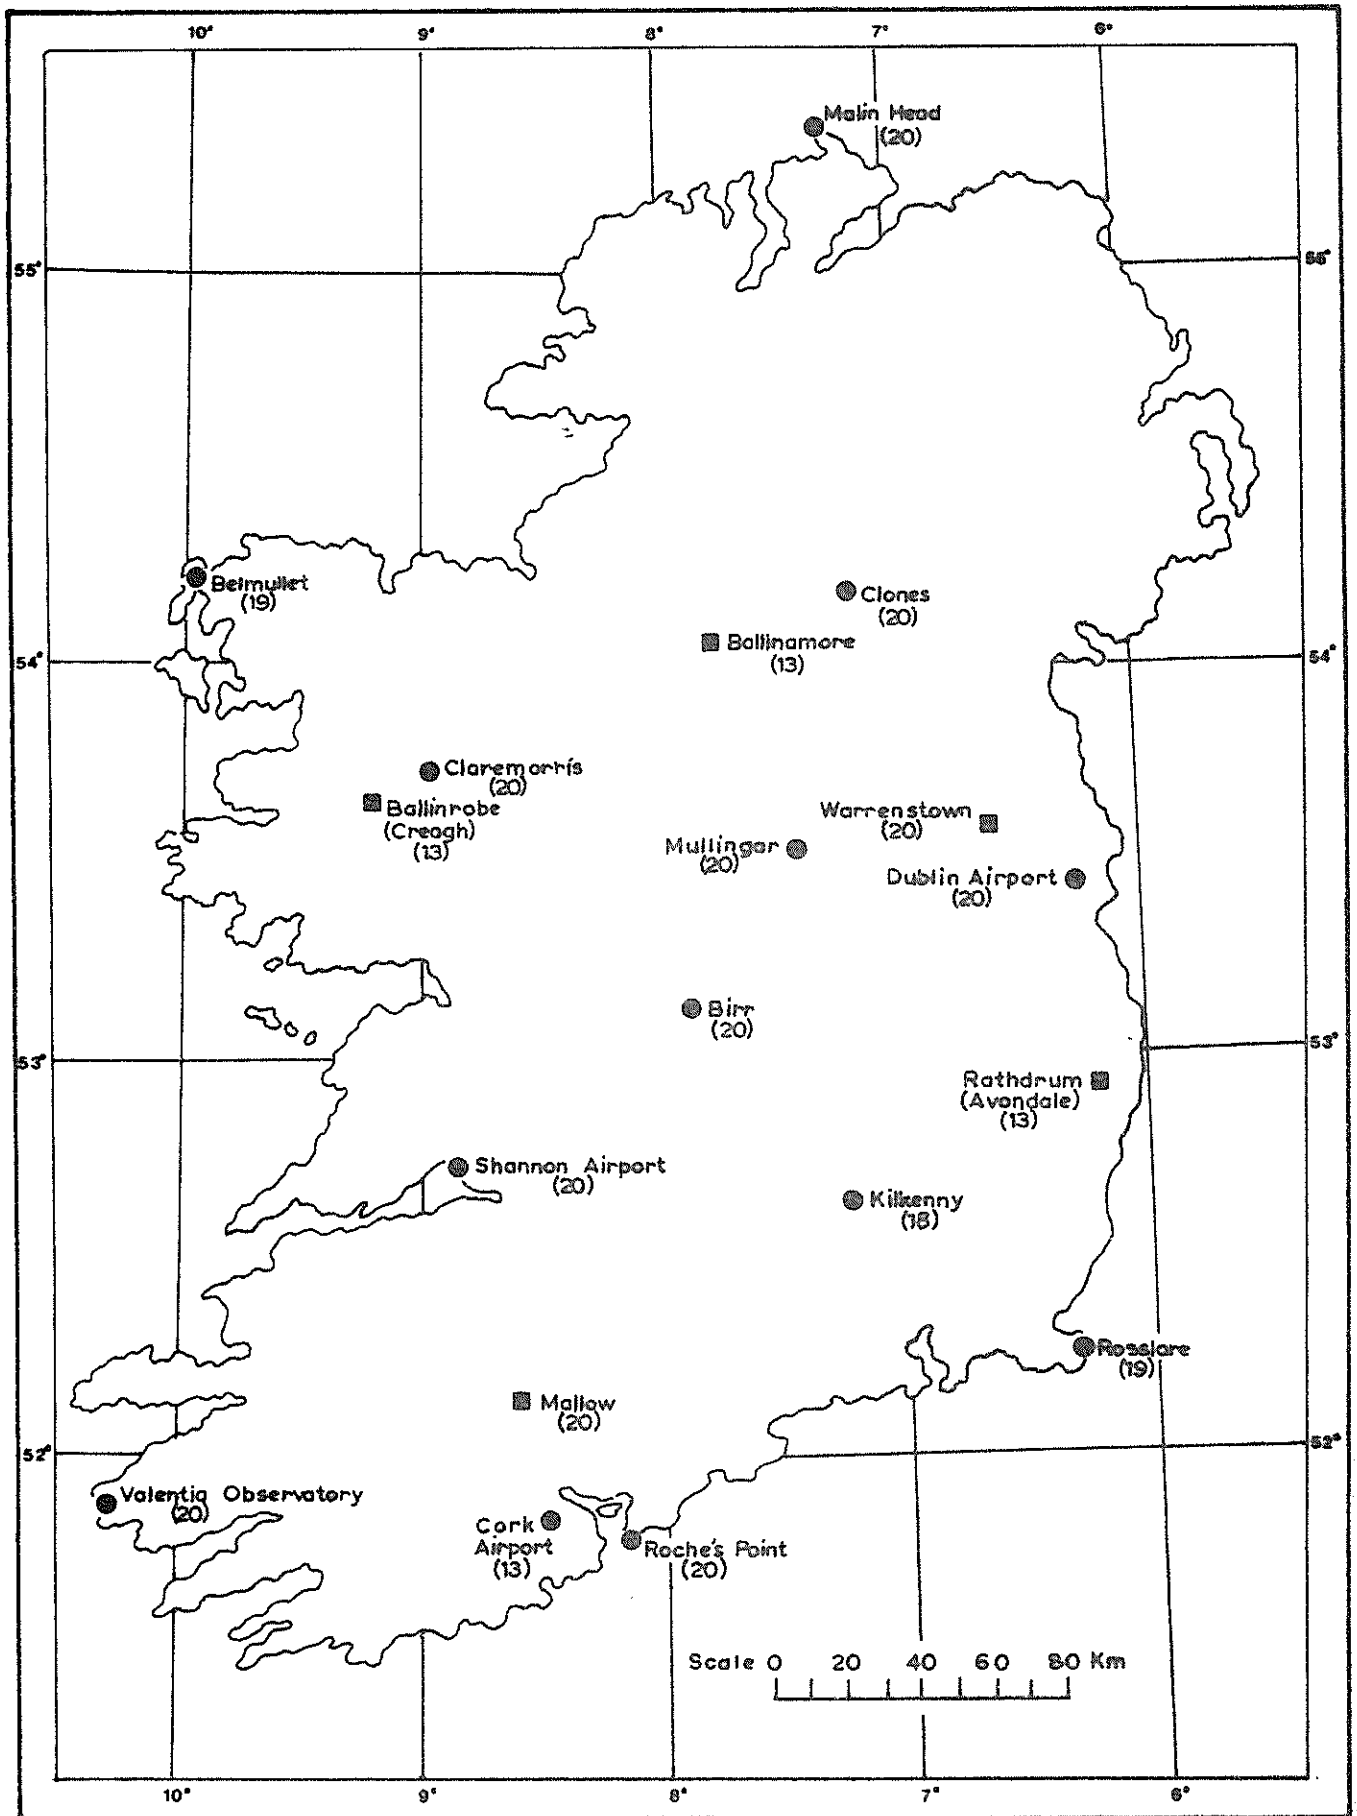 10° 9° 8° 7° 6°
Malin Head
(20)
55° 55°
Belmullet
(19)
Clones
(20)
Ballinamore
(13)
54° 54°
Claremorris
(20)
Ballinrobe
(Creagh)
(13)
Warrenstown
(20)
Mullingar
(20)
Dublin Airport
(20)
Birr
(20)
53° 53°
Rathdrum
(Avondale)
(13)
Shannon Airport
(20)
Kilkenny
(18)
Rosslare
(19)
Mallow
(20)
52° 52°
Valentia Observatory
(20)
Cork
Airport
(13)
Roche's Point
(20)
Scale 0 20 40 60 80 Km
10° 9° 8° 7° 6°